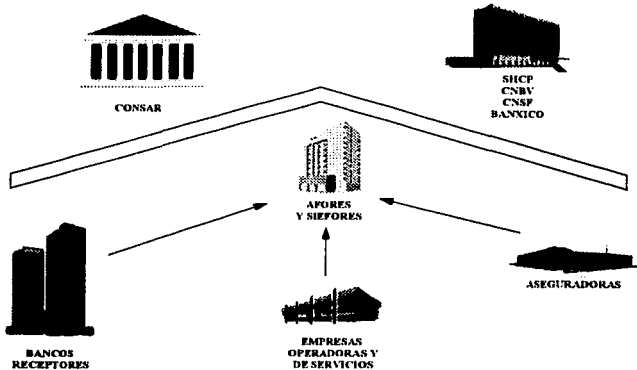 CONSAR
SHCP
CNBV
CNSF
BANXICO
AFORES
Y SIEFORES
BANCOS
RECEPTORES
EMPRESAS
OPERADORAS Y
DE SERVICIOS
ASEGURADORAS